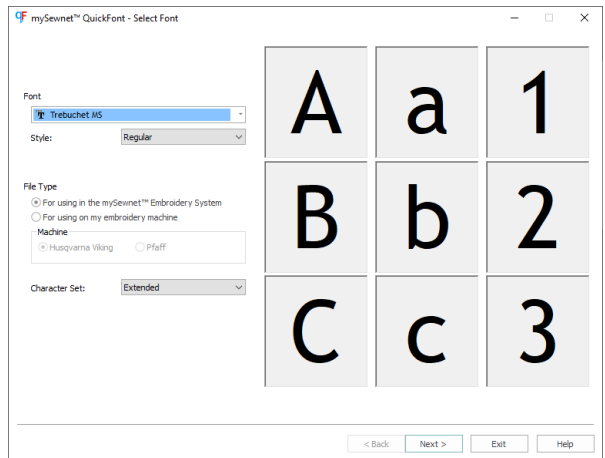 mySewnet™ QuickFont - Select Font
Font
Trebuchet MS
Style: Regular
File Type
For using in the mySewnet™ Embroidery System
For using on my embroidery machine
Machine
Husqvarna Viking Pfaff
Character Set: Extended
A a 1
B b 2
C c 3
< Back Next > Exit Help